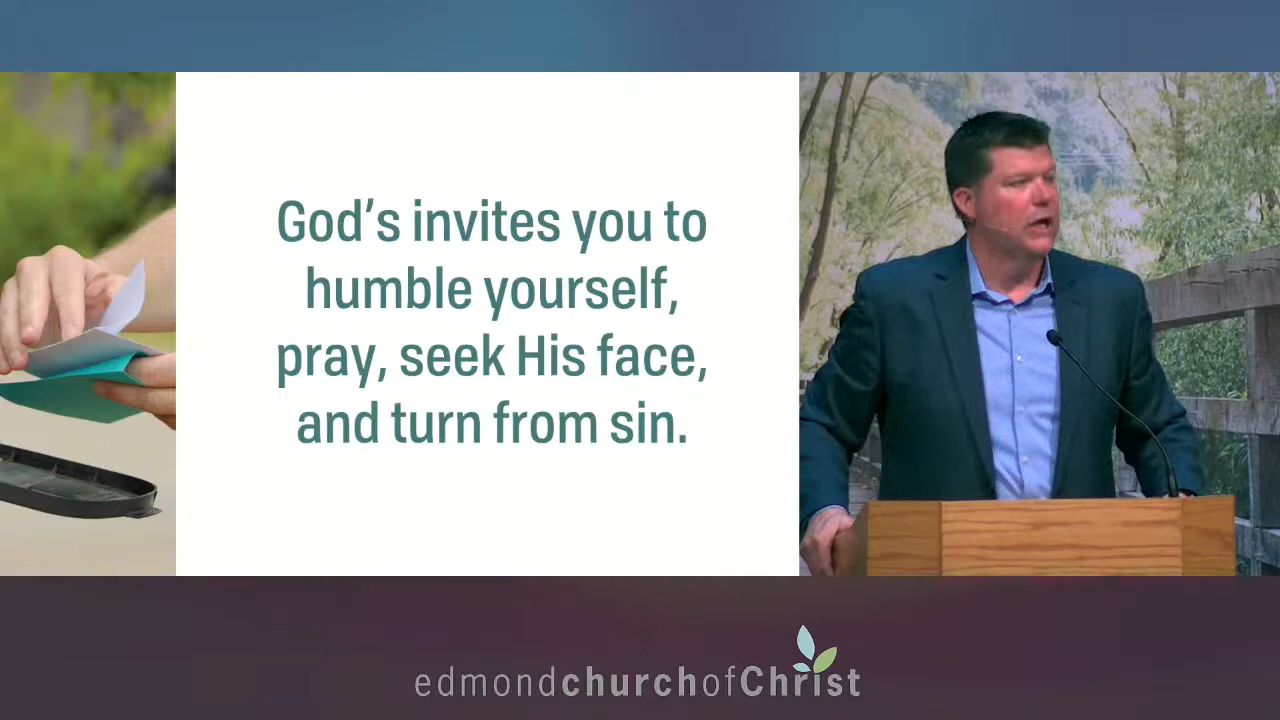 God's invites you to
humble yourself,
pray, seek His face,
and turn from sin.
edmondchurchofChrist